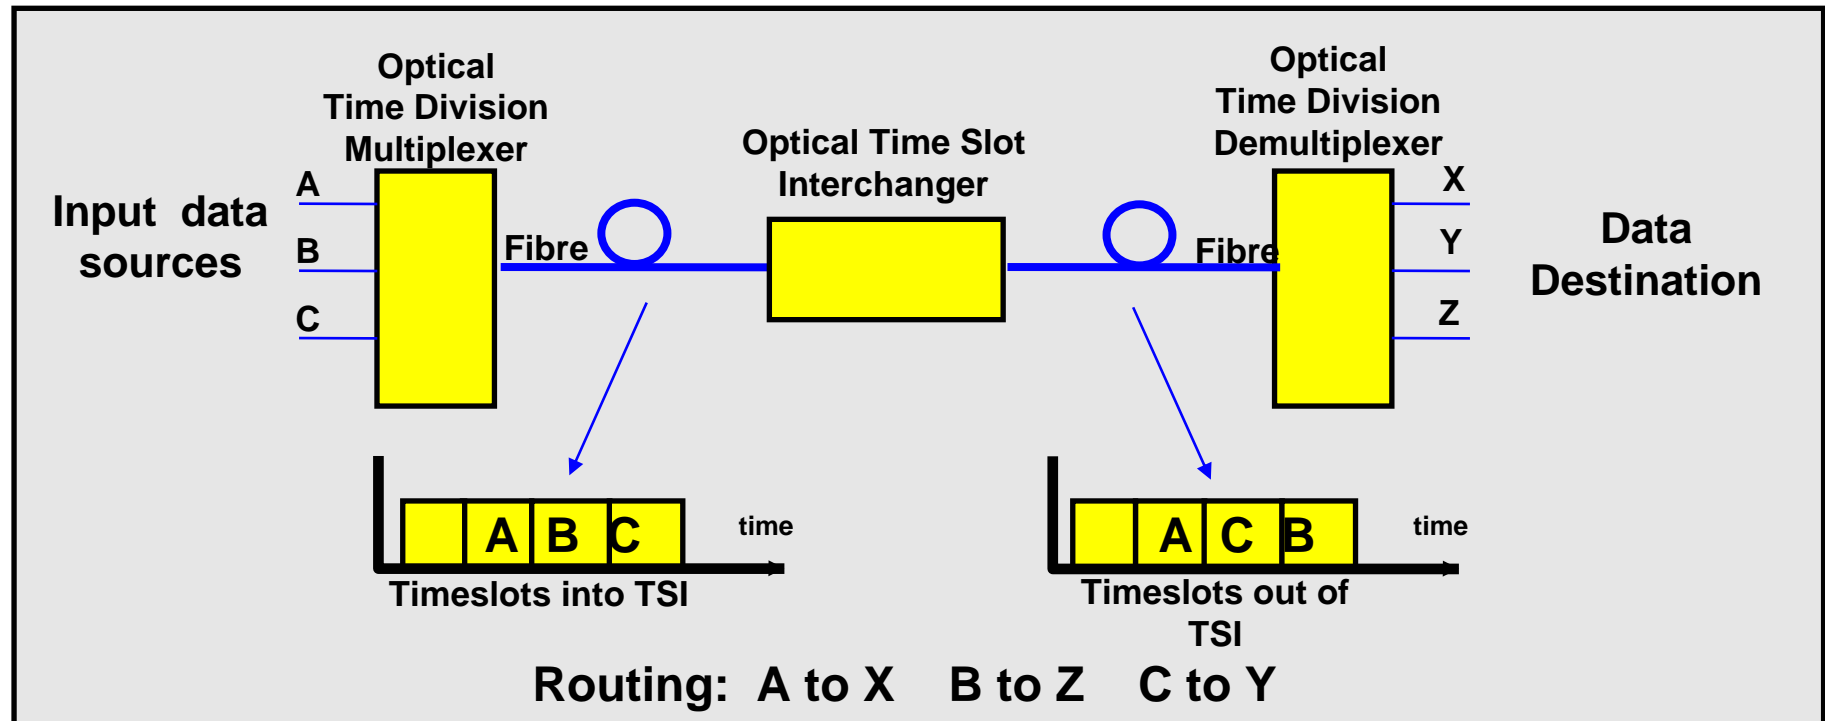 Optical
Time Division
Multiplexer
Optical
Time Division
Demultiplexer
Optical Time Slot
Interchanger
Input data
sources
A
B
C
Fibre
Fibre
X
Y
Z
Data
Destination
A B C
time
Timeslots into TSI
A C B
time
Timeslots out of
TSI
Routing: A to X B to Z C to Y